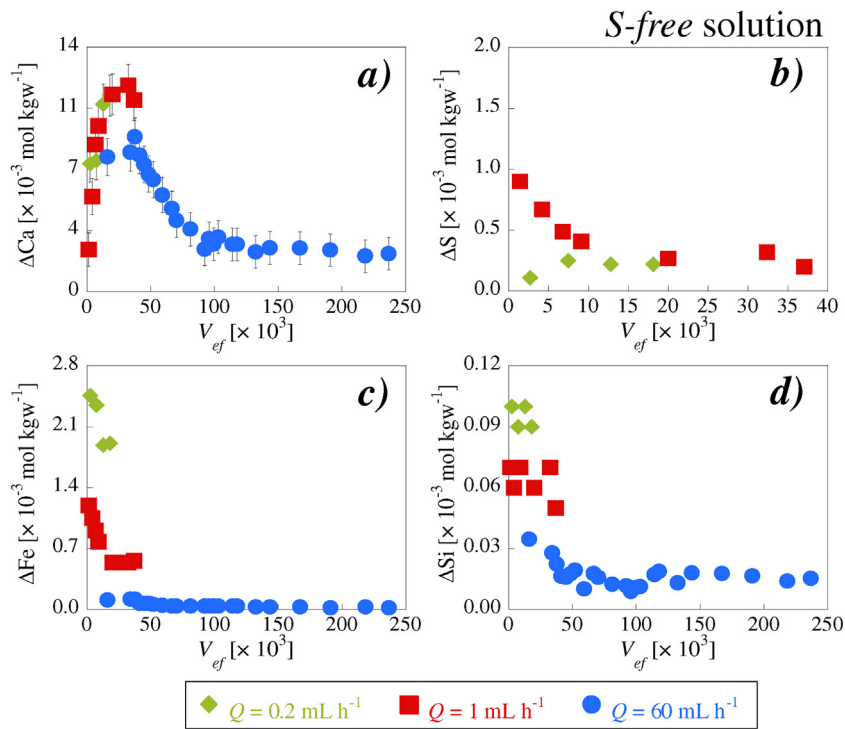 S-free solution
a)
14
11
7
4
0
ΔCa [× 10⁻³ mol kgw⁻¹]
0 50 100 150 200 250
V_ef [× 10³]
b)
2.0
1.5
1.0
0.5
0.0
ΔS [× 10⁻³ mol kgw⁻¹]
0 5 10 15 20 25 30 35 40
V_ef [× 10³]
c)
2.8
2.1
1.4
0.7
0.0
ΔFe [× 10⁻³ mol kgw⁻¹]
0 50 100 150 200 250
V_ef [× 10³]
d)
0.12
0.09
0.06
0.03
0.00
ΔSi [× 10⁻³ mol kgw⁻¹]
0 50 100 150 200 250
V_ef [× 10³]
Q = 0.2 mL h⁻¹ Q = 1 mL h⁻¹ Q = 60 mL h⁻¹